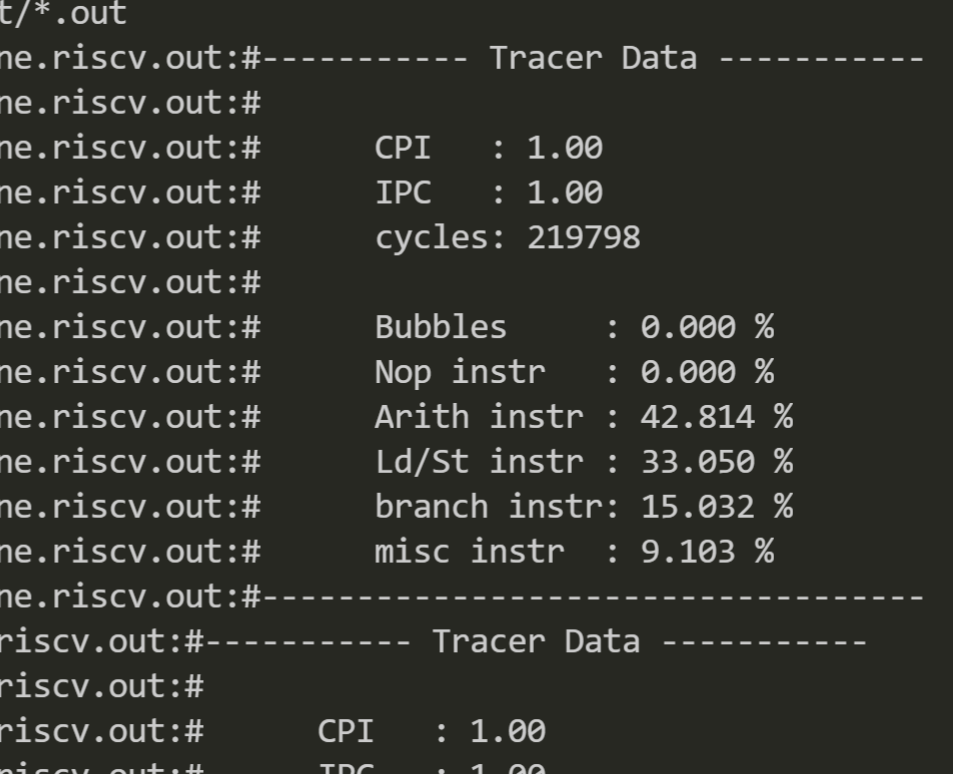 t/*.out
ne.riscv.out:#----------- Tracer Data -----------
ne.riscv.out:#
ne.riscv.out:#      CPI   : 1.00
ne.riscv.out:#      IPC   : 1.00
ne.riscv.out:#      cycles: 219798
ne.riscv.out:#
ne.riscv.out:#      Bubbles     : 0.000 %
ne.riscv.out:#      Nop instr   : 0.000 %
ne.riscv.out:#      Arith instr : 42.814 %
ne.riscv.out:#      Ld/St instr : 33.050 %
ne.riscv.out:#      branch instr: 15.032 %
ne.riscv.out:#      misc instr  : 9.103 %
ne.riscv.out:#-----------------------------------
riscv.out:#----------- Tracer Data -----------
riscv.out:#
riscv.out:#      CPI   : 1.00
riscv.out:#      IPC   : 1.00